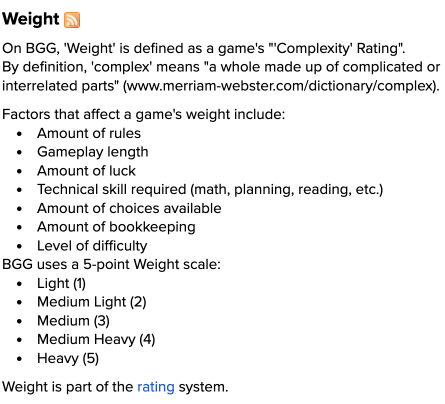 Weight
On BGG, 'Weight' is defined as a game's "'Complexity' Rating".
By definition, 'complex' means "a whole made up of complicated or
interrelated parts" (www.merriam-webster.com/dictionary/complex).
Factors that affect a game's weight include:
• Amount of rules
• Gameplay length
• Amount of luck
• Technical skill required (math, planning, reading, etc.)
• Amount of choices available
• Amount of bookkeeping
• Level of difficulty
BGG uses a 5-point Weight scale:
• Light (1)
• Medium Light (2)
• Medium (3)
• Medium Heavy (4)
• Heavy (5)
Weight is part of the rating system.